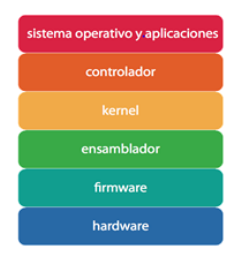 sistema operativo y aplicaciones
controlador
kernel
ensamblador
firmware
hardware